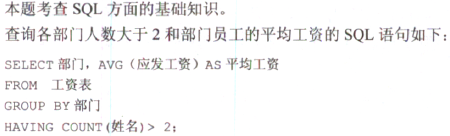 本题考查 SQL 方面的基础知识。
查询各部门人数大于 2 和部门员工的平均工资的 SQL 语句如下：
SELECT 部门，AVG（应发工资）AS 平均工资
FROM 工资表
GROUP BY 部门
HAVING COUNT(姓名)> 2;